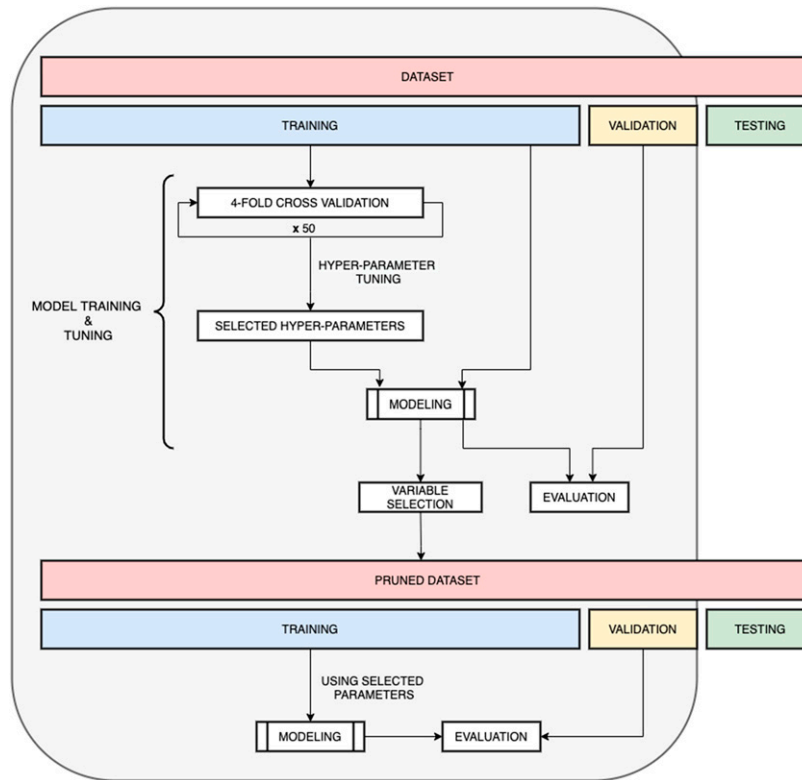 DATASET
TRAINING
VALIDATION
TESTING
4-FOLD CROSS VALIDATION
x 50
HYPER-PARAMETER
TUNING
MODEL TRAINING
&
TUNING
SELECTED HYPER-PARAMETERS
MODELING
VARIABLE
SELECTION
EVALUATION
PRUNED DATASET
TRAINING
VALIDATION
TESTING
USING SELECTED
PARAMETERS
MODELING
EVALUATION